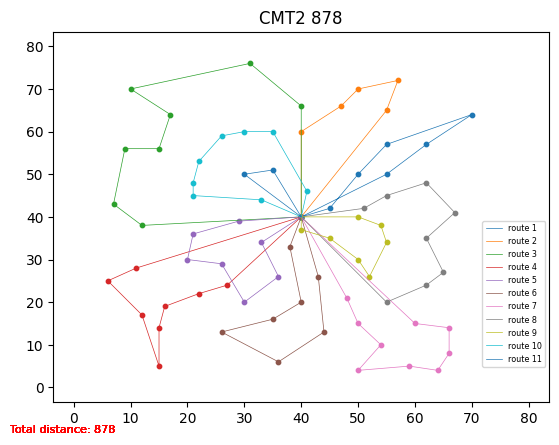 CMT2 878
80
70
60
50
40
30
20
10
0
0 10 20 30 40 50 60 70 80
route 1
route 2
route 3
route 4
route 5
route 6
route 7
route 8
route 9
route 10
route 11
Total distance: 878